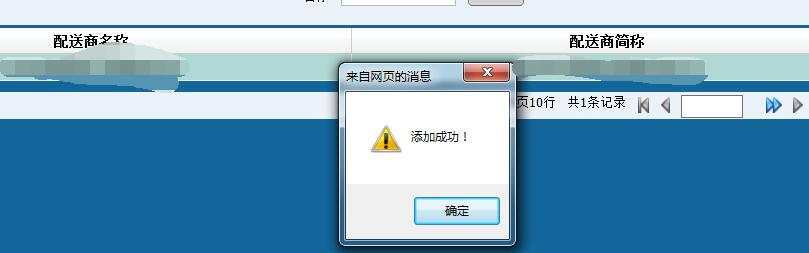 配送商名称
配送商简称
来自网页的消息
页10行 共1条记录
添加成功！
确定